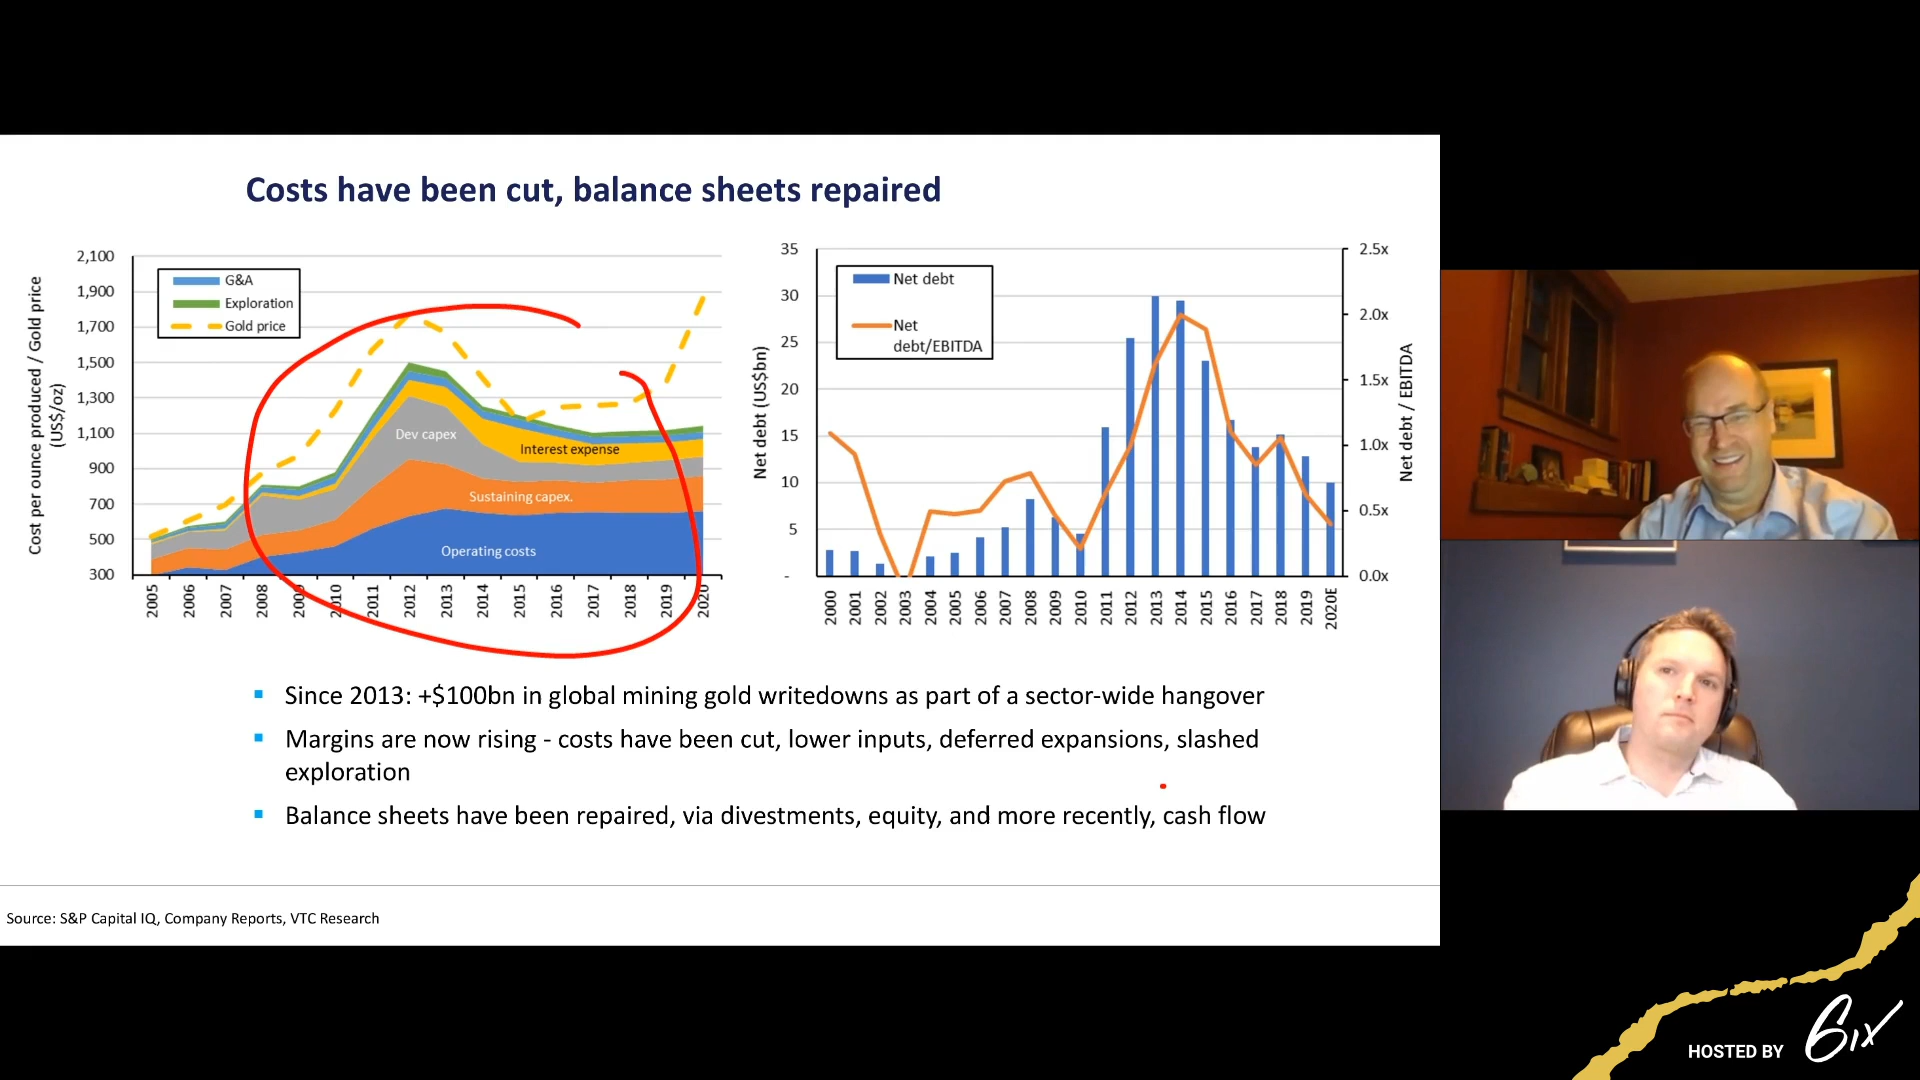 Costs have been cut, balance sheets repaired
Cost per ounce produced / Gold price
(US$/oz)
2,100
1,900
1,700
1,500
1,300
1,100
900
700
500
300
G&A
Exploration
Gold price
Dev capex
Interest expense
Sustaining capex.
Operating costs
2005 2006 2007 2008 2009 2010 2011 2012 2013 2014 2015 2016 2017 2018 2019 2020
Net debt (US$bn)
35
30
25
20
15
10
5
-
Net debt
Net
debt/EBITDA
2.5x
2.0x
1.5x
1.0x
0.5x
0.0x
Net debt / EBITDA
2000 2001 2002 2003 2004 2005 2006 2007 2008 2009 2010 2011 2012 2013 2014 2015 2016 2017 2018 2019 2020E
Since 2013: +$100bn in global mining gold writedowns as part of a sector-wide hangover
Margins are now rising - costs have been cut, lower inputs, deferred expansions, slashed
exploration
Balance sheets have been repaired, via divestments, equity, and more recently, cash flow
Source: S&P Capital IQ, Company Reports, VTC Research
HOSTED BY 6ix